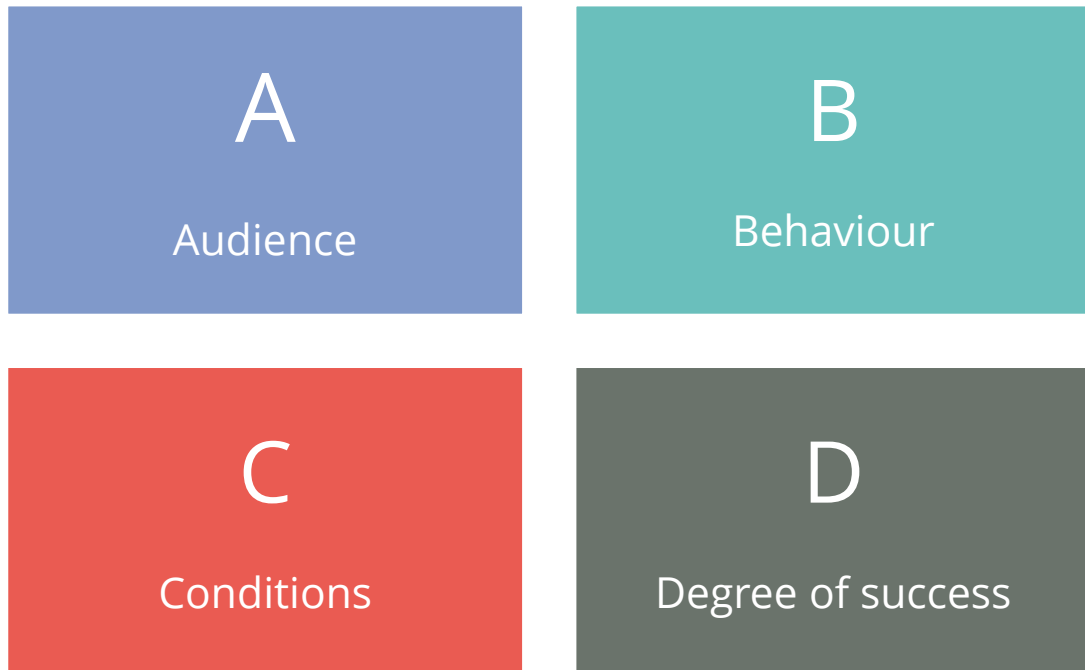 A
Audience
B
Behaviour
C
Conditions
D
Degree of success